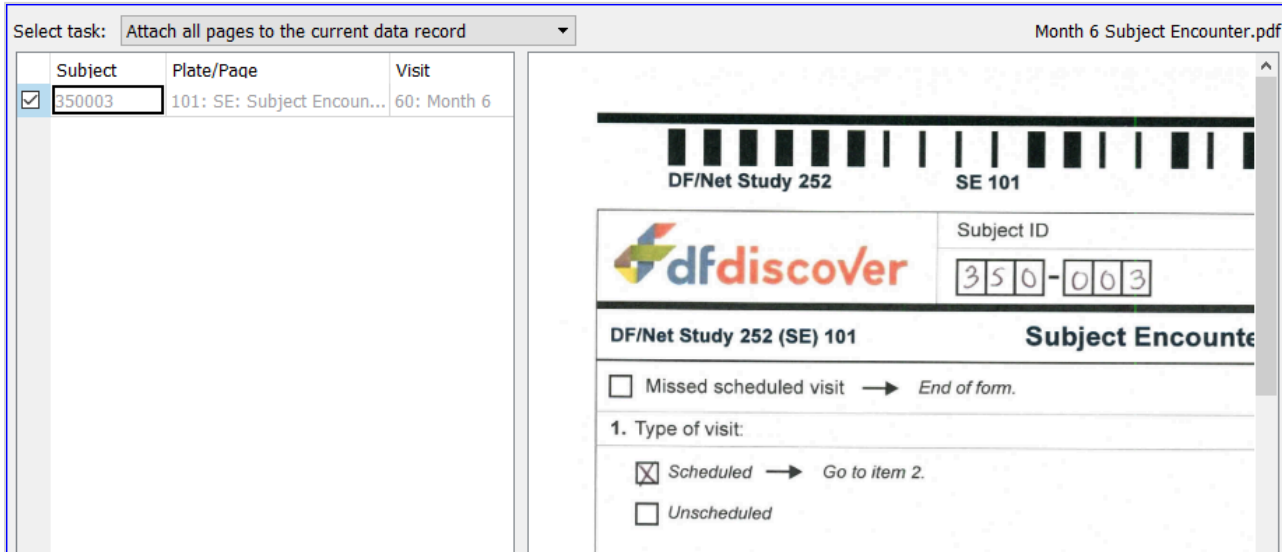 Select task: Attach all pages to the current data record Month 6 Subject Encounter.pdf
Subject Plate/Page Visit
350003 101: SE: Subject Encoun... 60: Month 6
DF/Net Study 252 SE 101
dfdiscover
Subject ID
350-003
DF/Net Study 252 (SE) 101 Subject Encounte
Missed scheduled visit → End of form.
1. Type of visit:
Scheduled → Go to item 2.
Unscheduled